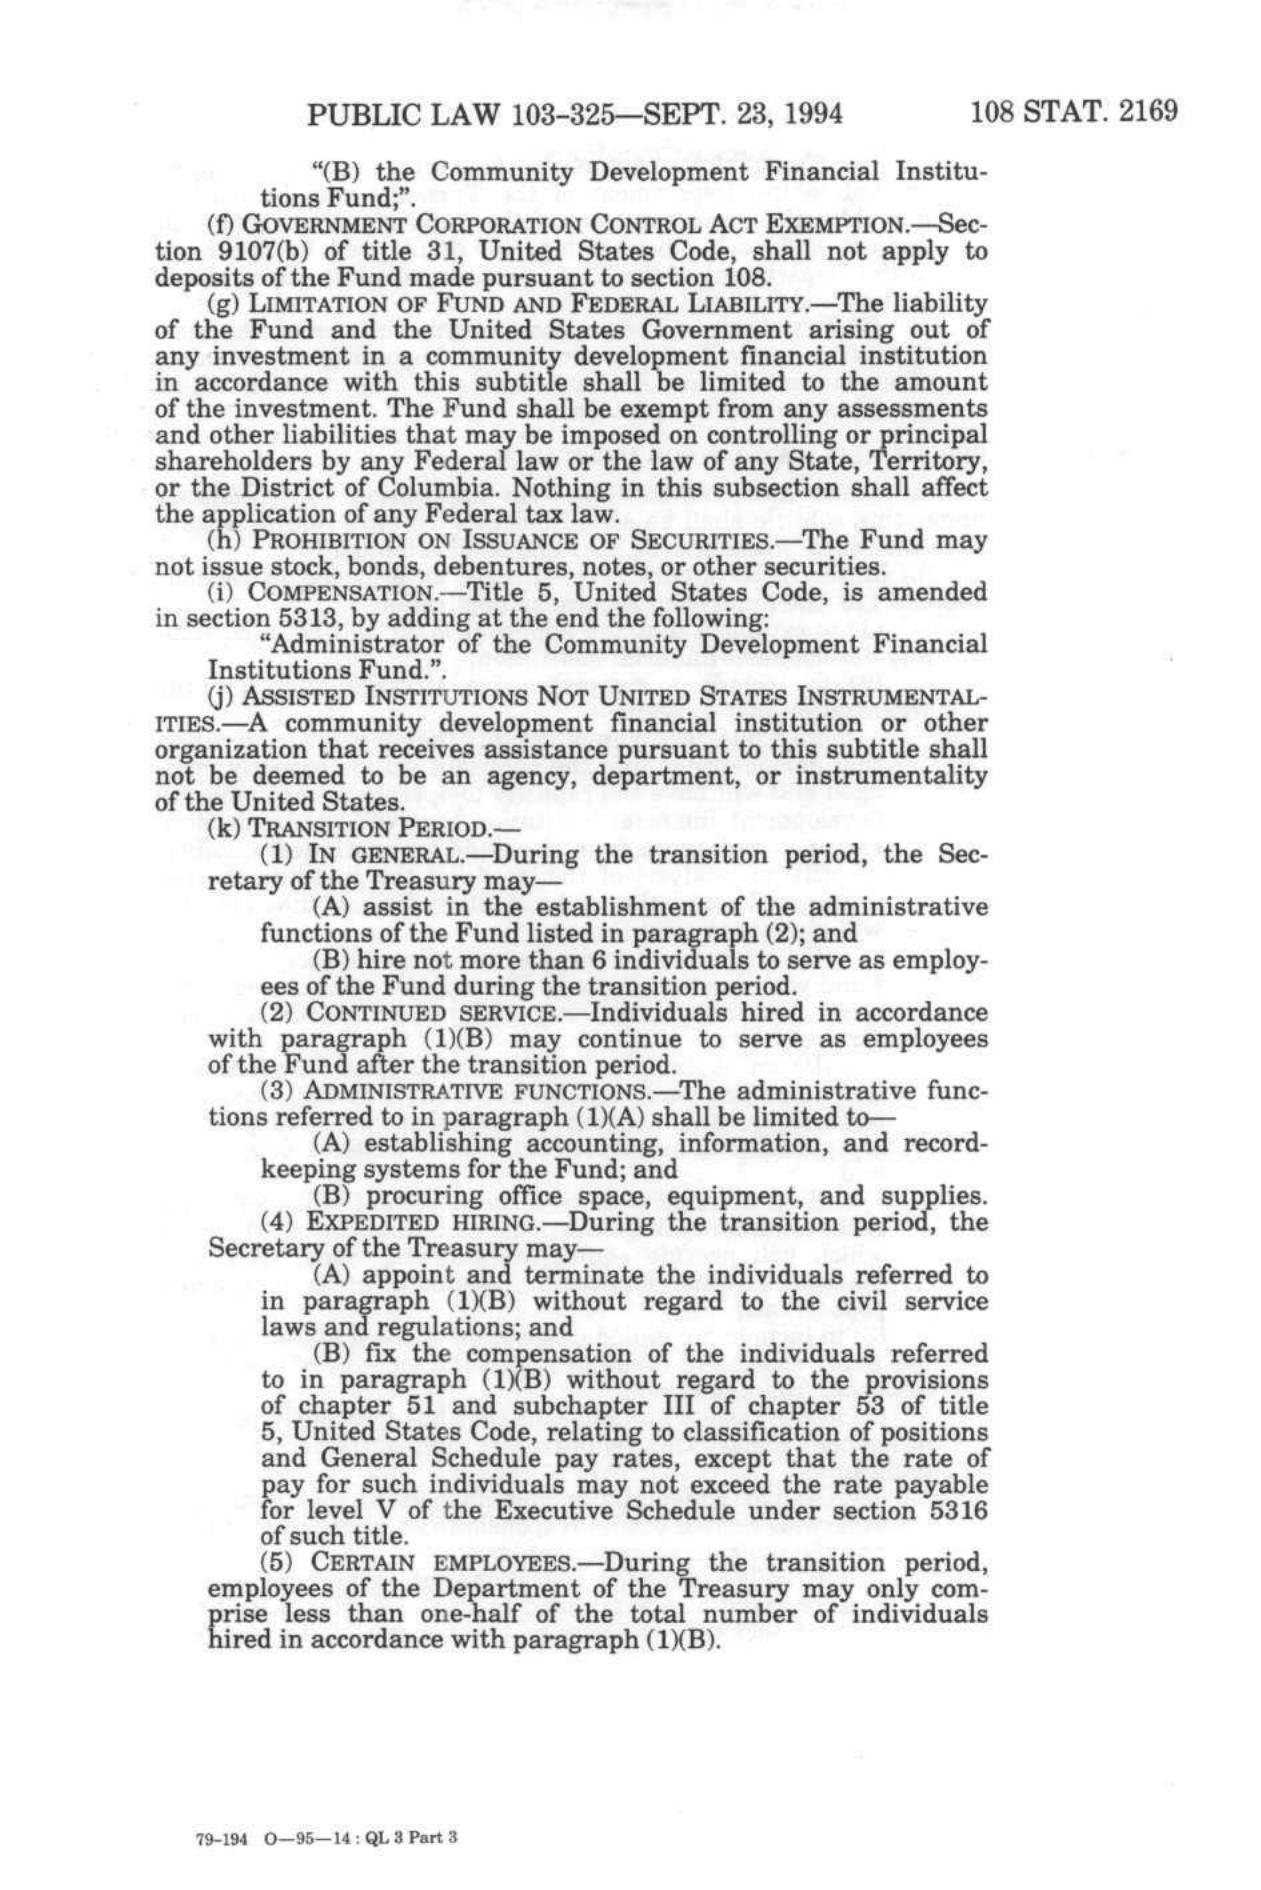 PUBLIC LAW 103-325—SEPT. 23, 1994 108 STAT. 2169
“(B) the Community Development Financial Institu-
tions Fund;”.
(f) GOVERNMENT CORPORATION CONTROL ACT EXEMPTION.—Sec-
tion 9107(b) of title 31, United States Code, shall not apply to
deposits of the Fund made pursuant to section 108.
(g) LIMITATION OF FUND AND FEDERAL LIABILITY.—The liability
of the Fund and the United States Government arising out of
any investment in a community development financial institution
in accordance with this subtitle shall be limited to the amount
of the investment. The Fund shall be exempt from any assessments
and other liabilities that may be imposed on controlling or principal
shareholders by any Federal law or the law of any State, Territory,
or the District of Columbia. Nothing in this subsection shall affect
the application of any Federal tax law.
(h) PROHIBITION ON ISSUANCE OF SECURITIES.—The Fund may
not issue stock, bonds, debentures, notes, or other securities.
(i) COMPENSATION.—Title 5, United States Code, is amended
in section 5313, by adding at the end the following:
“Administrator of the Community Development Financial
Institutions Fund.”.
(j) ASSISTED INSTITUTIONS NOT UNITED STATES INSTRUMENTAL-
ITIES.—A community development financial institution or other
organization that receives assistance pursuant to this subtitle shall
not be deemed to be an agency, department, or instrumentality
of the United States.
(k) TRANSITION PERIOD.—
(1) IN GENERAL.—During the transition period, the Sec-
retary of the Treasury may—
(A) assist in the establishment of the administrative
functions of the Fund listed in paragraph (2); and
(B) hire not more than 6 individuals to serve as employ-
ees of the Fund during the transition period.
(2) CONTINUED SERVICE.—Individuals hired in accordance
with paragraph (1)(B) may continue to serve as employees
of the Fund after the transition period.
(3) ADMINISTRATIVE FUNCTIONS.—The administrative func-
tions referred to in paragraph (1)(A) shall be limited to—
(A) establishing accounting, information, and record-
keeping systems for the Fund; and
(B) procuring office space, equipment, and supplies.
(4) EXPEDITED HIRING.—During the transition period, the
Secretary of the Treasury may—
(A) appoint and terminate the individuals referred to
in paragraph (1)(B) without regard to the civil service
laws and regulations; and
(B) fix the compensation of the individuals referred
to in paragraph (1)(B) without regard to the provisions
of chapter 51 and subchapter III of chapter 53 of title
5, United States Code, relating to classification of positions
and General Schedule pay rates, except that the rate of
pay for such individuals may not exceed the rate payable
for level V of the Executive Schedule under section 5316
of such title.
(5) CERTAIN EMPLOYEES.—During the transition period,
employees of the Department of the Treasury may only com-
prise less than one-half of the total number of individuals
hired in accordance with paragraph (1)(B).
79-194 O—95—14 : QL 3 Part 3